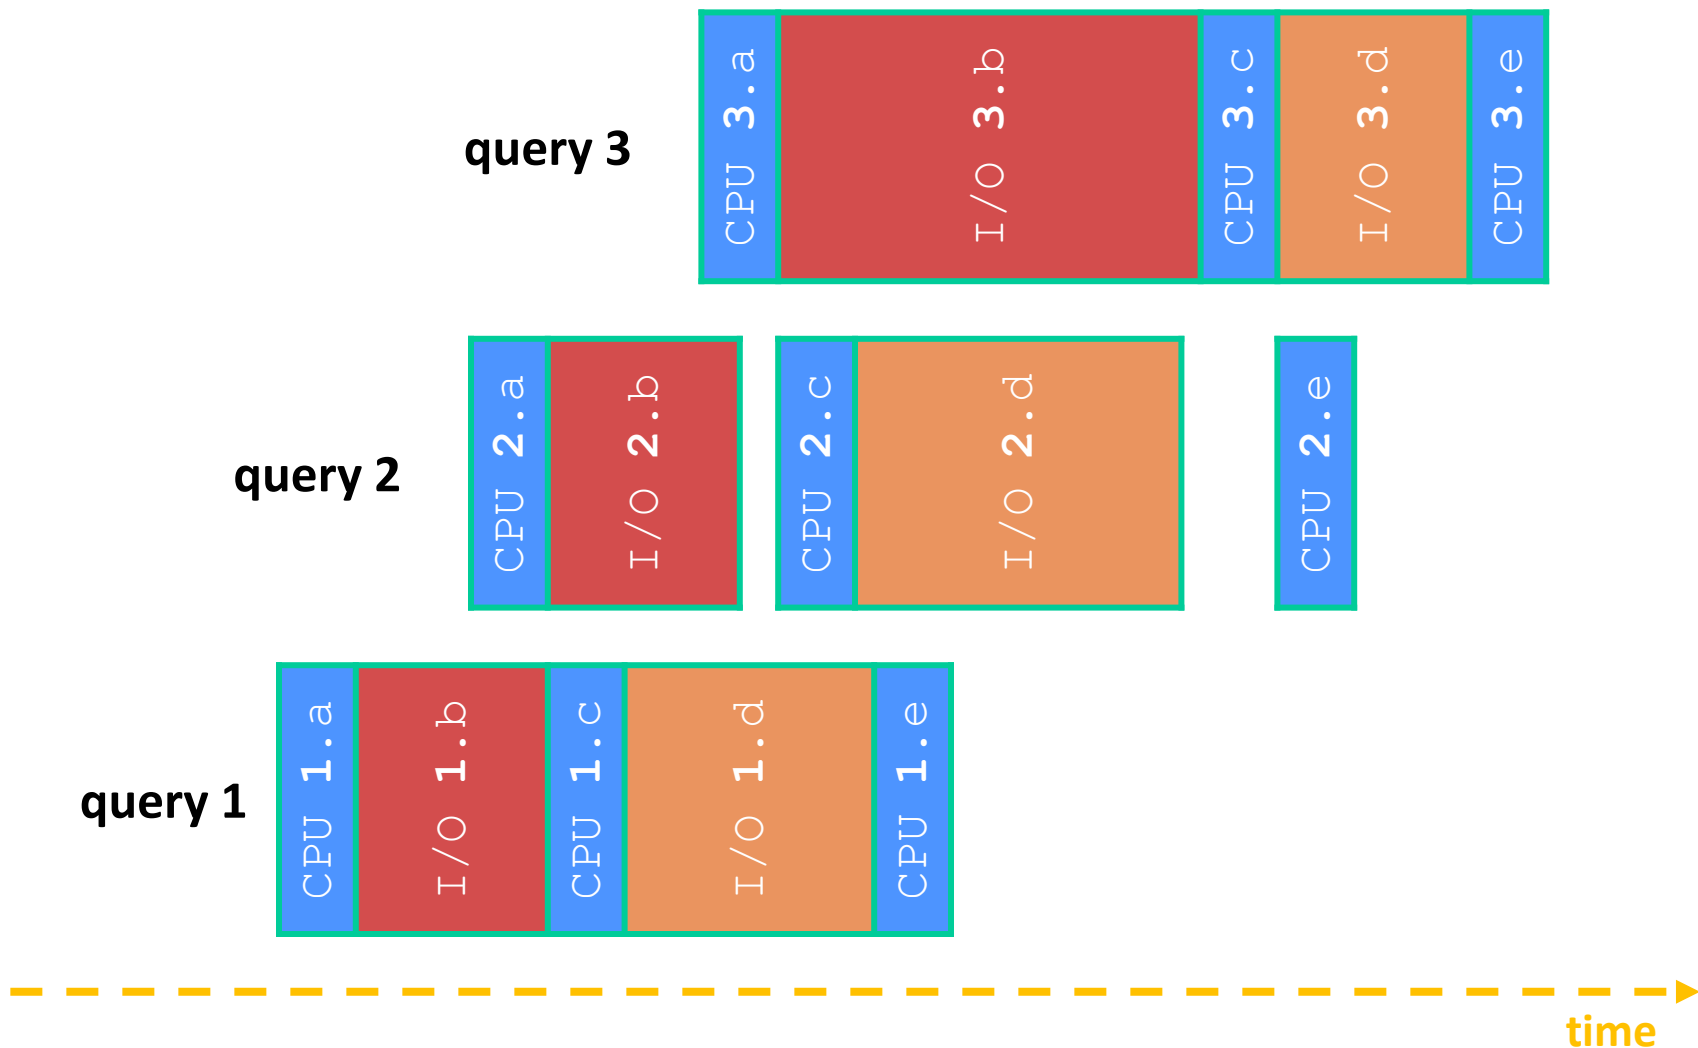 query 3
CPU 3.a
I/O 3.b
CPU 3.c
I/O 3.d
CPU 3.e
query 2
CPU 2.a
I/O 2.b
CPU 2.c
I/O 2.d
CPU 2.e
query 1
CPU 1.a
I/O 1.b
CPU 1.c
I/O 1.d
CPU 1.e
time